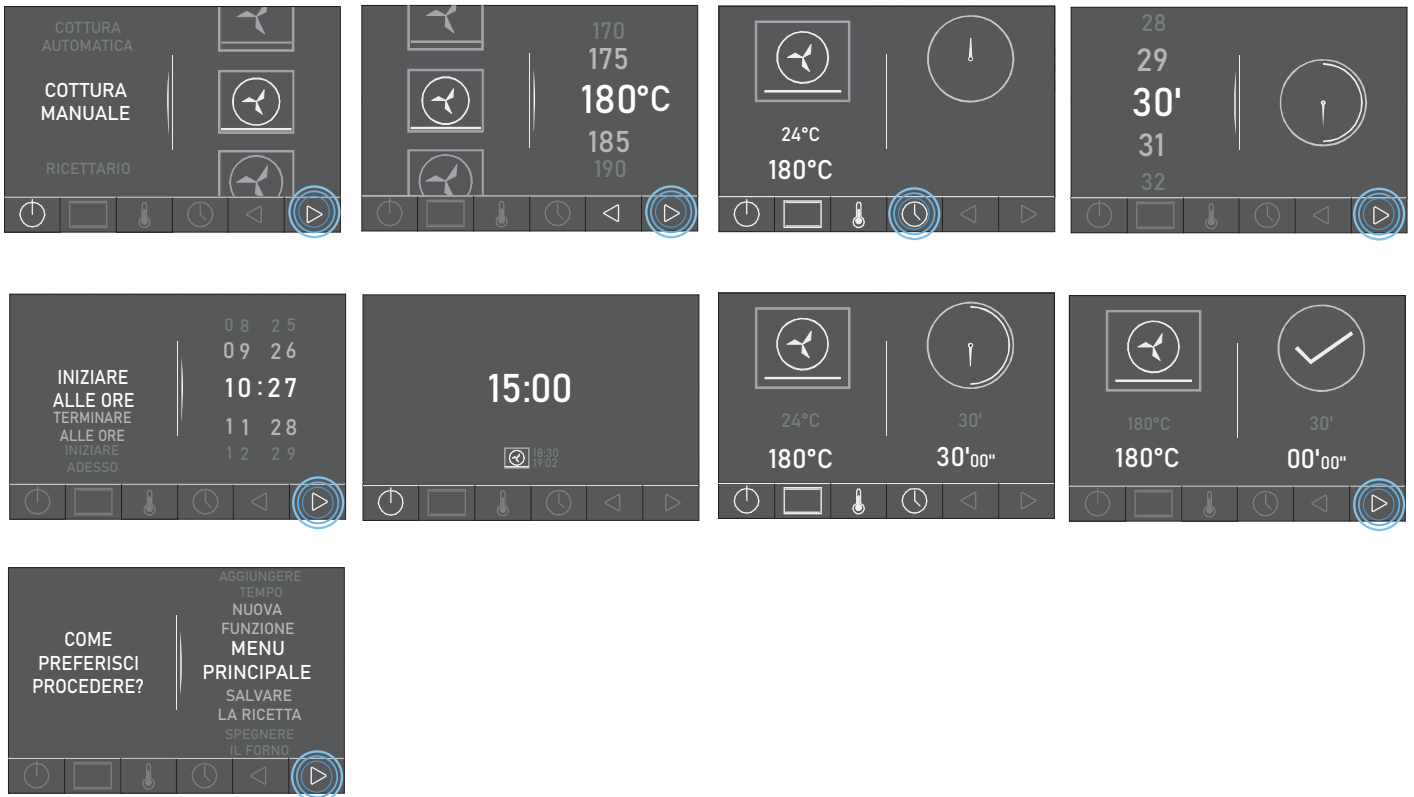 COTTURA
AUTOMATICA
COTTURA
MANUALE
RICETTARIO
170
175
180°C
185
190
24°C
180°C
28
29
30'
31
32
INIZIARE
ALLE ORE
TERMINARE
ALLE ORE
INIZIARE
ADESSO
08 25
09 26
10:27
11 28
12 29
15:00
18:30
19:02
24°C
180°C
30'
30'00"
180°C
180°C
30'
00'00"
COME
PREFERISCI
PROCEDERE?
AGGIUNGERE
TEMPO
NUOVA
FUNZIONE
MENU
PRINCIPALE
SALVARE
LA RICETTA
SPEGNERE
IL FORNO